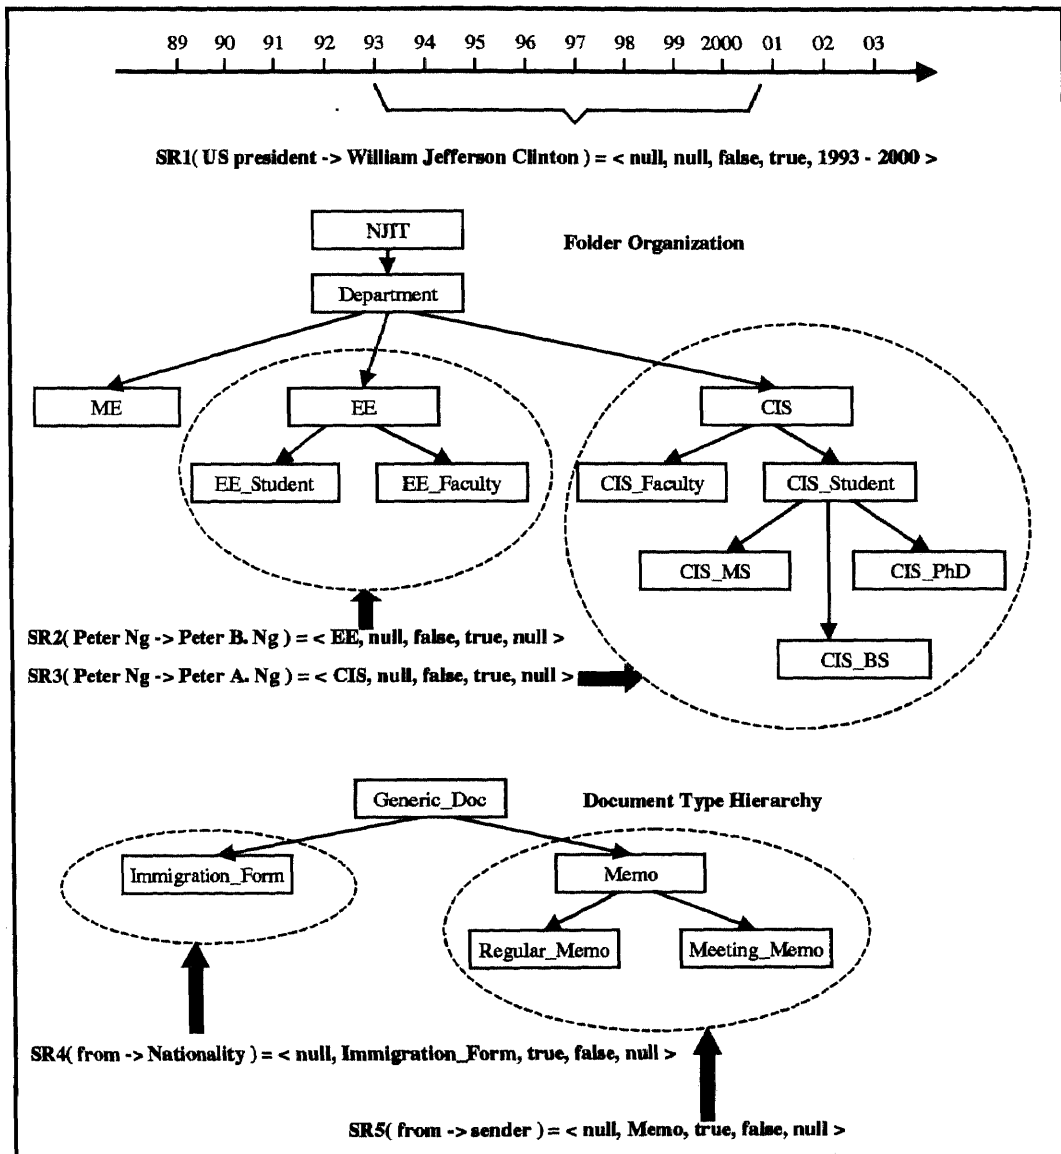 89 90 91 92 93 94 95 96 97 98 99 2000 01 02 03
SR1( US president -> William Jefferson Clinton ) = < null, null, false, true, 1993 - 2000 >
NJIT
Folder Organization
Department
ME
EE
CIS
EE_Student
EE_Faculty
CIS_Faculty
CIS_Student
CIS_MS
CIS_PhD
SR2( Peter Ng -> Peter B. Ng ) = < EE, null, false, true, null >
CIS_BS
SR3( Peter Ng -> Peter A. Ng ) = < CIS, null, false, true, null >
Generic_Doc
Document Type Hierarchy
Immigration_Form
Memo
Regular_Memo
Meeting_Memo
SR4( from -> Nationality ) = < null, Immigration_Form, true, false, null >
SR5( from -> sender ) = < null, Memo, true, false, null >